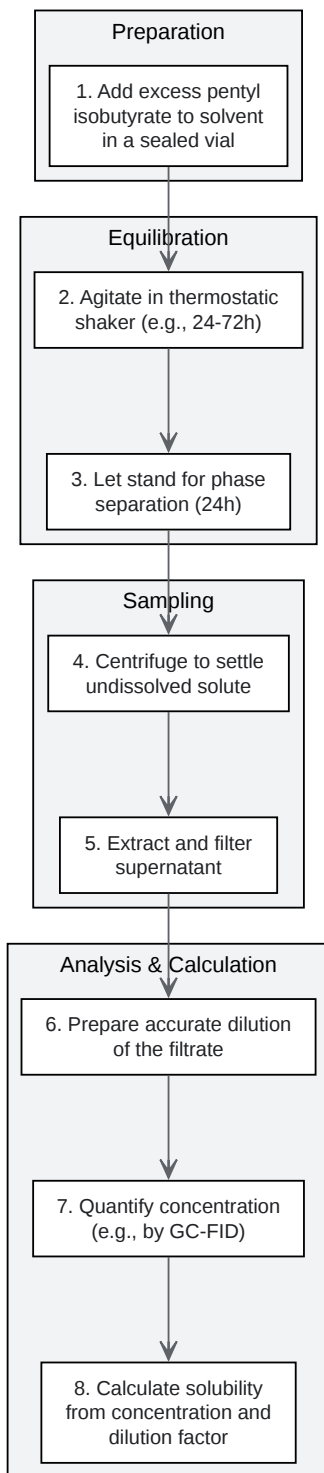 Preparation
1. Add excess pentyl
isobutyrate to solvent
in a sealed vial
Equilibration
2. Agitate in thermostatic
shaker (e.g., 24-72h)
3. Let stand for phase
separation (24h)
Sampling
4. Centrifuge to settle
undissolved solute
5. Extract and filter
supernatant
Analysis & Calculation
6. Prepare accurate dilution
of the filtrate
7. Quantify concentration
(e.g., by GC-FID)
8. Calculate solubility
from concentration and
dilution factor